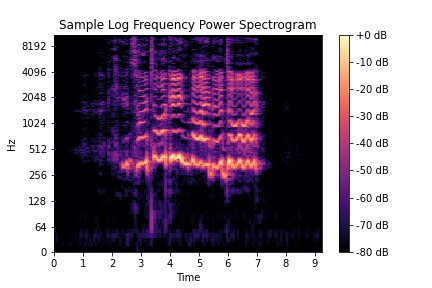 Sample Log Frequency Power Spectrogram
8192
4096
2048
1024
512
256
128
64
0
Hz
0 1 2 3 4 5 6 7 8 9
Time
+0 dB
-10 dB
-20 dB
-30 dB
-40 dB
-50 dB
-60 dB
-70 dB
-80 dB